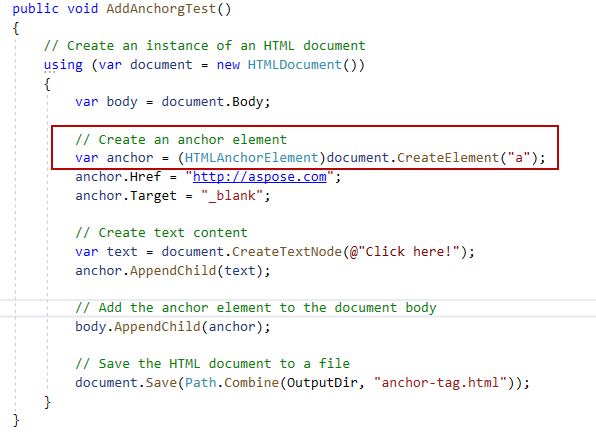 public void AddAnchorgTest()
{
// Create an instance of an HTML document
using (var document = new HTMLDocument())
{
var body = document.Body;
// Create an anchor element
var anchor = (HTMLAnchorElement)document.CreateElement("a");
anchor.Href = "http://aspose.com";
anchor.Target = "_blank";
// Create text content
var text = document.CreateTextNode(@"Click here!");
anchor.AppendChild(text);
// Add the anchor element to the document body
body.AppendChild(anchor);
// Save the HTML document to a file
document.Save(Path.Combine(OutputDir, "anchor-tag.html"));
}
}